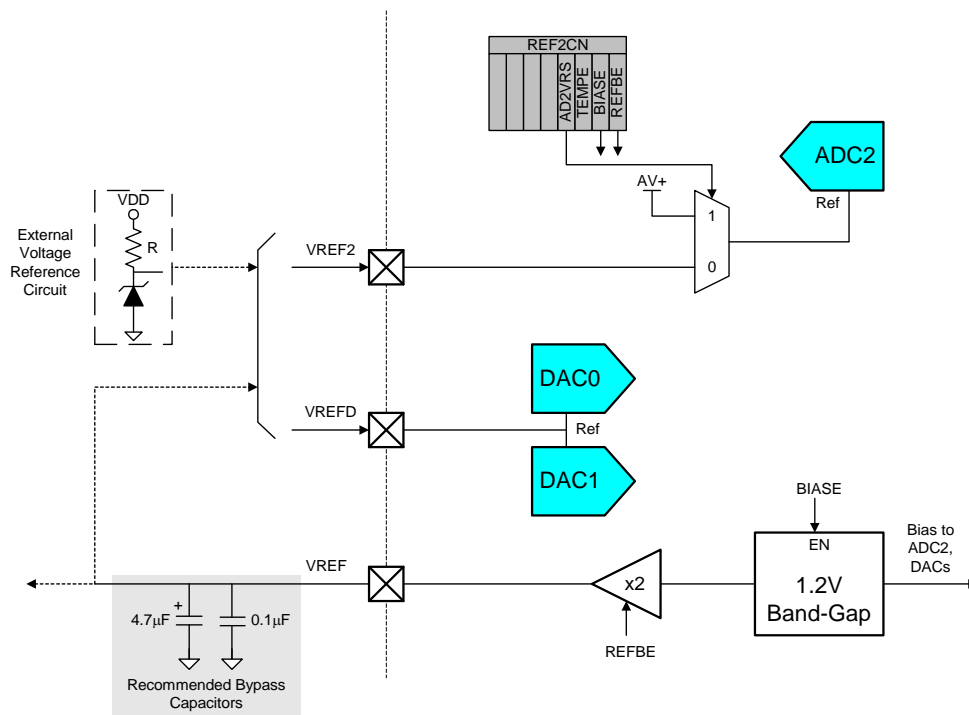 REF2CN
AD2VRS
TEMPE
BIASE
REFBE
ADC2
AV+
Ref
1
0
VDD
R
External
Voltage
Reference
Circuit
VREF2
DAC0
VREFD
Ref
DAC1
BIASE
EN
1.2V
Band-Gap
Bias to
ADC2,
DACs
VREF
x2
REFBE
+
4.7μF
0.1μF
Recommended Bypass
Capacitors